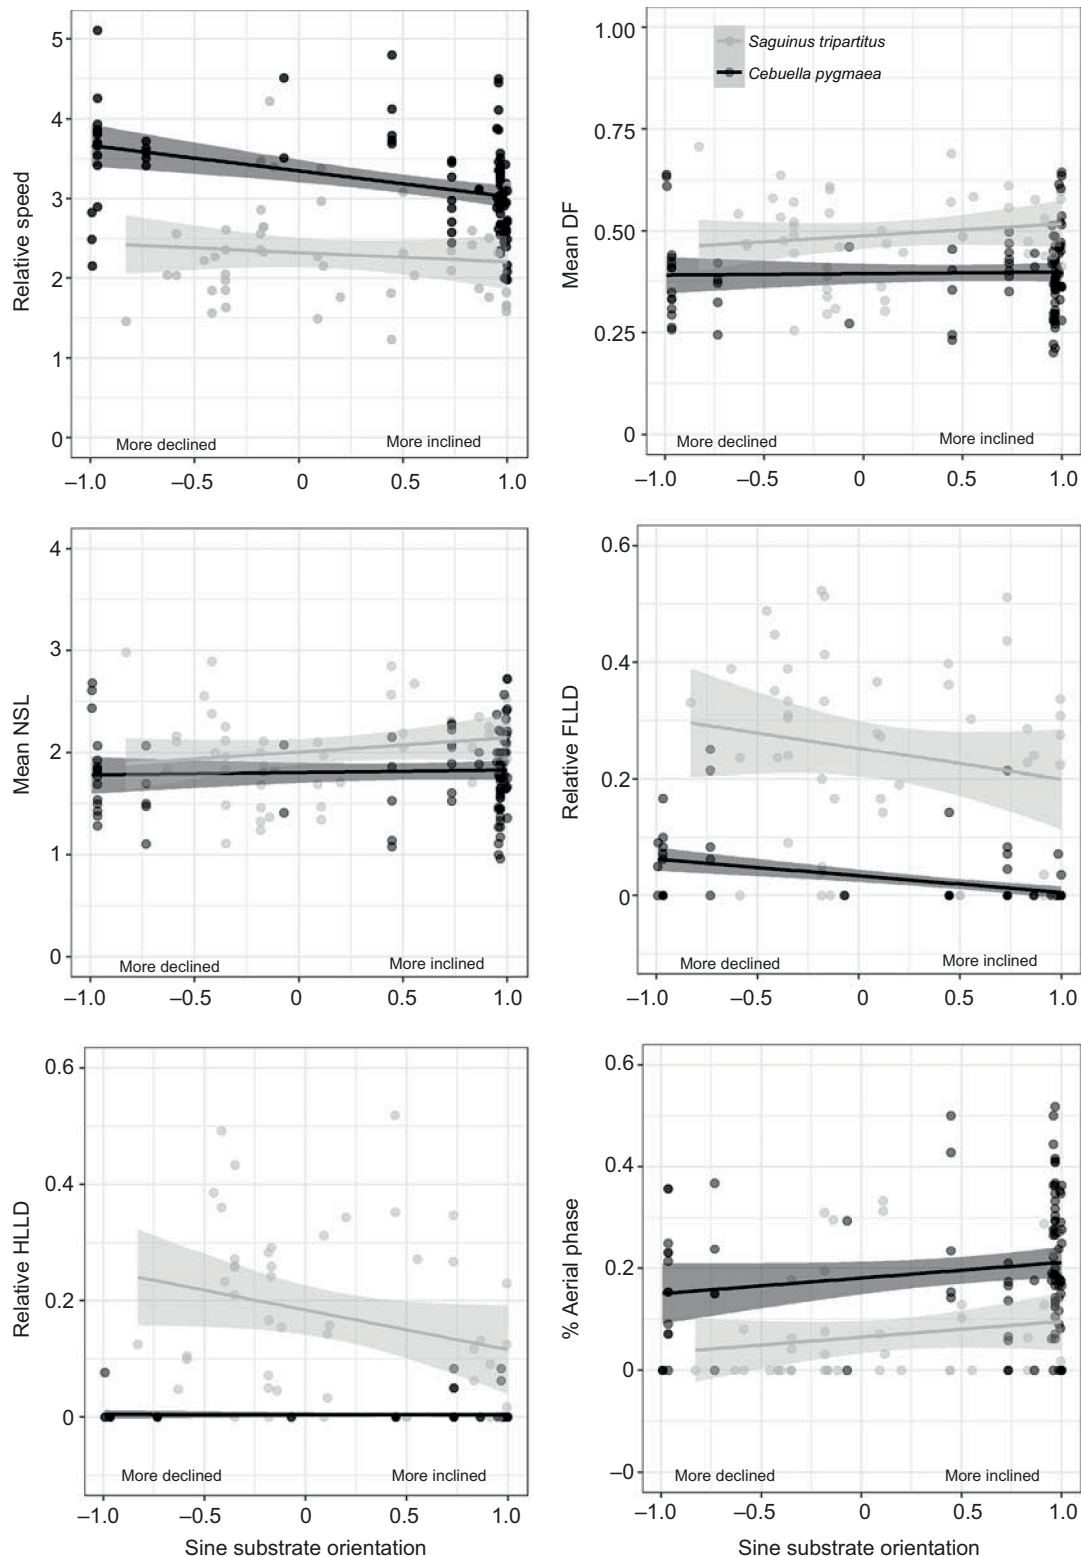 5
4
3
2
1
0
Relative speed
More declined
More inclined
–1.0
–0.5
0
0.5
1.0
1.00
0.75
0.50
0.25
0
Mean DF
Saguinus tripartitus
Cebuella pygmaea
More declined
More inclined
–1.0
–0.5
0
0.5
1.0
4
3
2
1
0
Mean NSL
More declined
More inclined
–1.0
–0.5
0
0.5
1.0
0.6
0.4
0.2
0
Relative FLLD
More declined
More inclined
–1.0
–0.5
0
0.5
1.0
0.6
0.4
0.2
0
Relative HLLD
More declined
More inclined
–1.0
–0.5
0
0.5
1.0
Sine substrate orientation
0.6
0.4
0.2
0
–0
% Aerial phase
More declined
More inclined
–1.0
–0.5
0
0.5
1.0
Sine substrate orientation